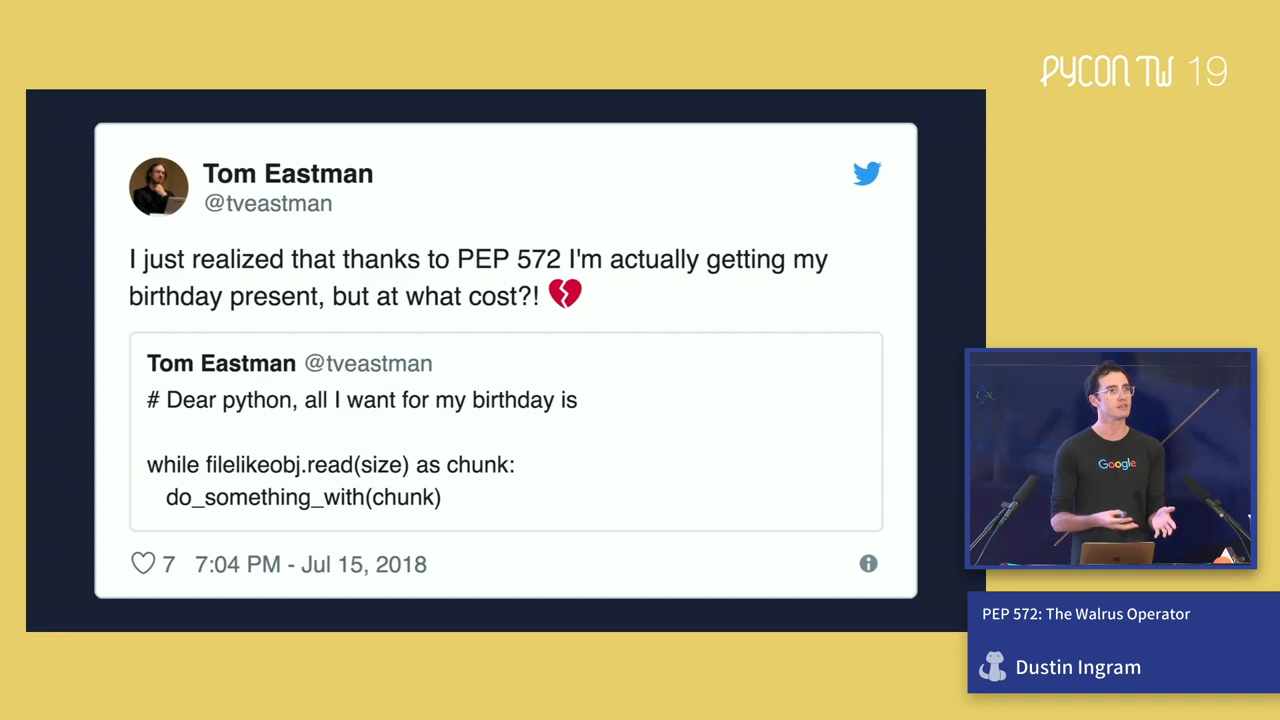 PYCON TW 19
Tom Eastman
@tveastman
I just realized that thanks to PEP 572 I'm actually getting my
birthday present, but at what cost?! 💔
Tom Eastman @tveastman
# Dear python, all I want for my birthday is
while filelikeobj.read(size) as chunk:
do_something_with(chunk)
7 7:04 PM - Jul 15, 2018
Google
PEP 572: The Walrus Operator
Dustin Ingram